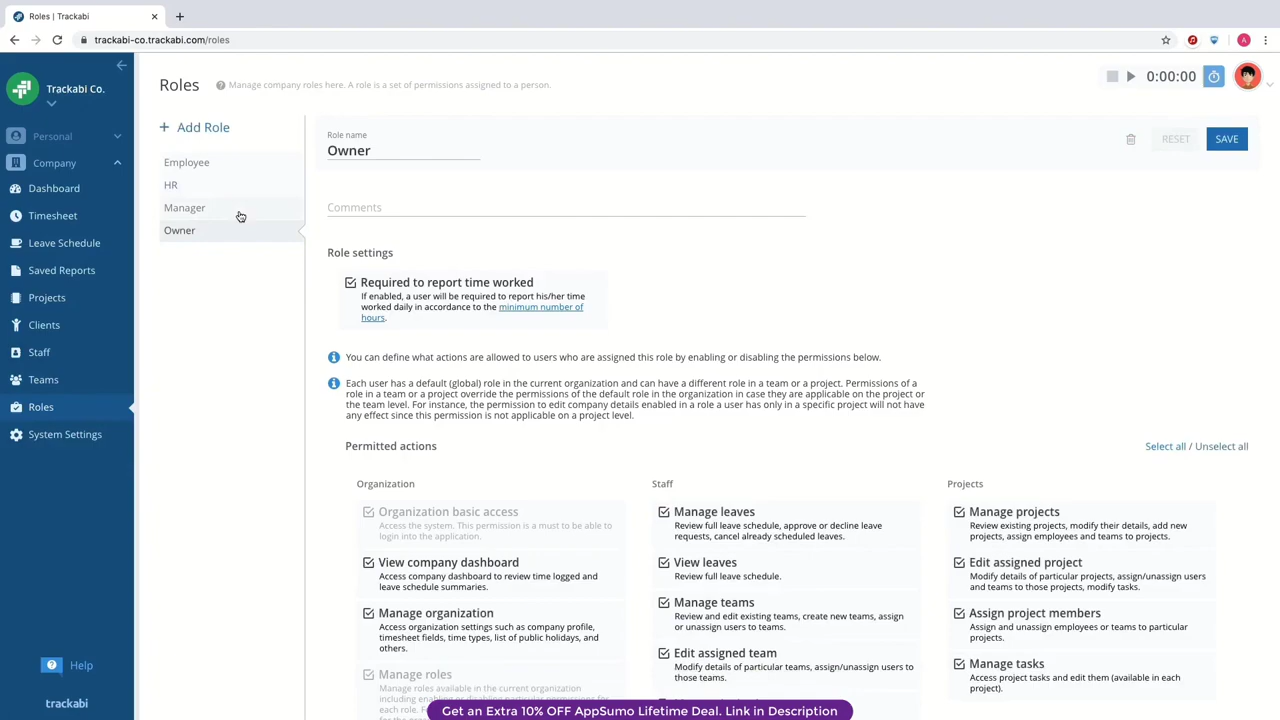 Roles | Trackabi
trackabi-co.trackabi.com/roles
A
Trackabi Co.
Personal
Company
Dashboard
Timesheet
Leave Schedule
Saved Reports
Projects
Clients
Staff
Teams
Roles
System Settings
Help
trackabi
Roles
Manage company roles here. A role is a set of permissions assigned to a person.
0:00:00
+ Add Role
Employee
HR
Manager
Owner
Role name
Owner
RESET
SAVE
Comments
Role settings
Required to report time worked
If enabled, a user will be required to report his/her time
worked daily in accordance to the minimum number of
hours.
You can define what actions are allowed to users who are assigned this role by enabling or disabling the permissions below.
Each user has a default (global) role in the current organization and can have a different role in a team or a project. Permissions of a
role in a team or a project override the permissions of the default role in the organization in case they are applicable on the project or
the team level. For instance, the permission to edit company details enabled in a role a user has only in a specific project will not have
any effect since this permission is not applicable on a project level.
Permitted actions
Select all / Unselect all
Organization
Organization basic access
Access the system. This permission is a must to be able to
login into the application.
View company dashboard
Access company dashboard to review time logged and
leave schedule summaries.
Manage organization
Access organization settings such as company profile,
timesheet fields, time types, list of public holidays, and
others.
Manage roles
Manage roles available in the current organization
including enabling or disabling particular permissions for
each role.
Staff
Manage leaves
Review full leave schedule, approve or decline leave
requests, cancel already scheduled leaves.
View leaves
Review full leave schedule.
Manage teams
Review and edit existing teams, create new teams, assign
or unassign users to teams.
Edit assigned team
Modify details of particular teams, assign/unassign users to
those teams.
Projects
Manage projects
Review existing projects, modify their details, add new
projects, assign employees and teams to projects.
Edit assigned project
Modify details of particular projects, assign/unassign users
and teams to those projects, modify tasks.
Assign project members
Assign and unassign employees or teams to particular
projects.
Manage tasks
Access project tasks and edit them (available in each
project).
Get an Extra 10% OFF AppSumo Lifetime Deal. Link in Description